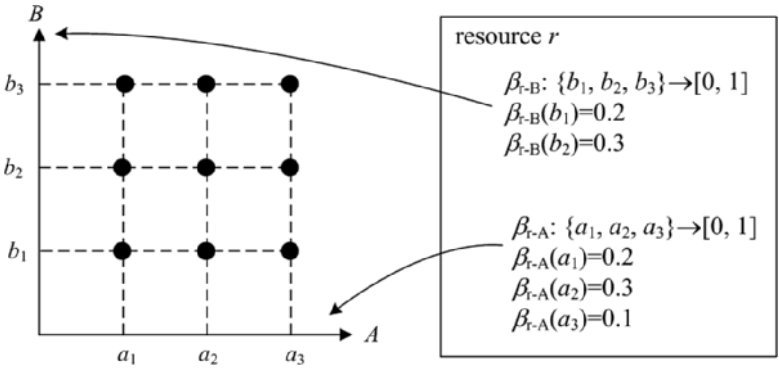 B
b₃
b₂
b₁
a₁ a₂ a₃
A
resource r
βr-B: {b₁, b₂, b₃}→[0, 1]
βr-B(b₁)=0.2
βr-B(b₂)=0.3
βr-A: {a₁, a₂, a₃}→[0, 1]
βr-A(a₁)=0.2
βr-A(a₂)=0.3
βr-A(a₃)=0.1